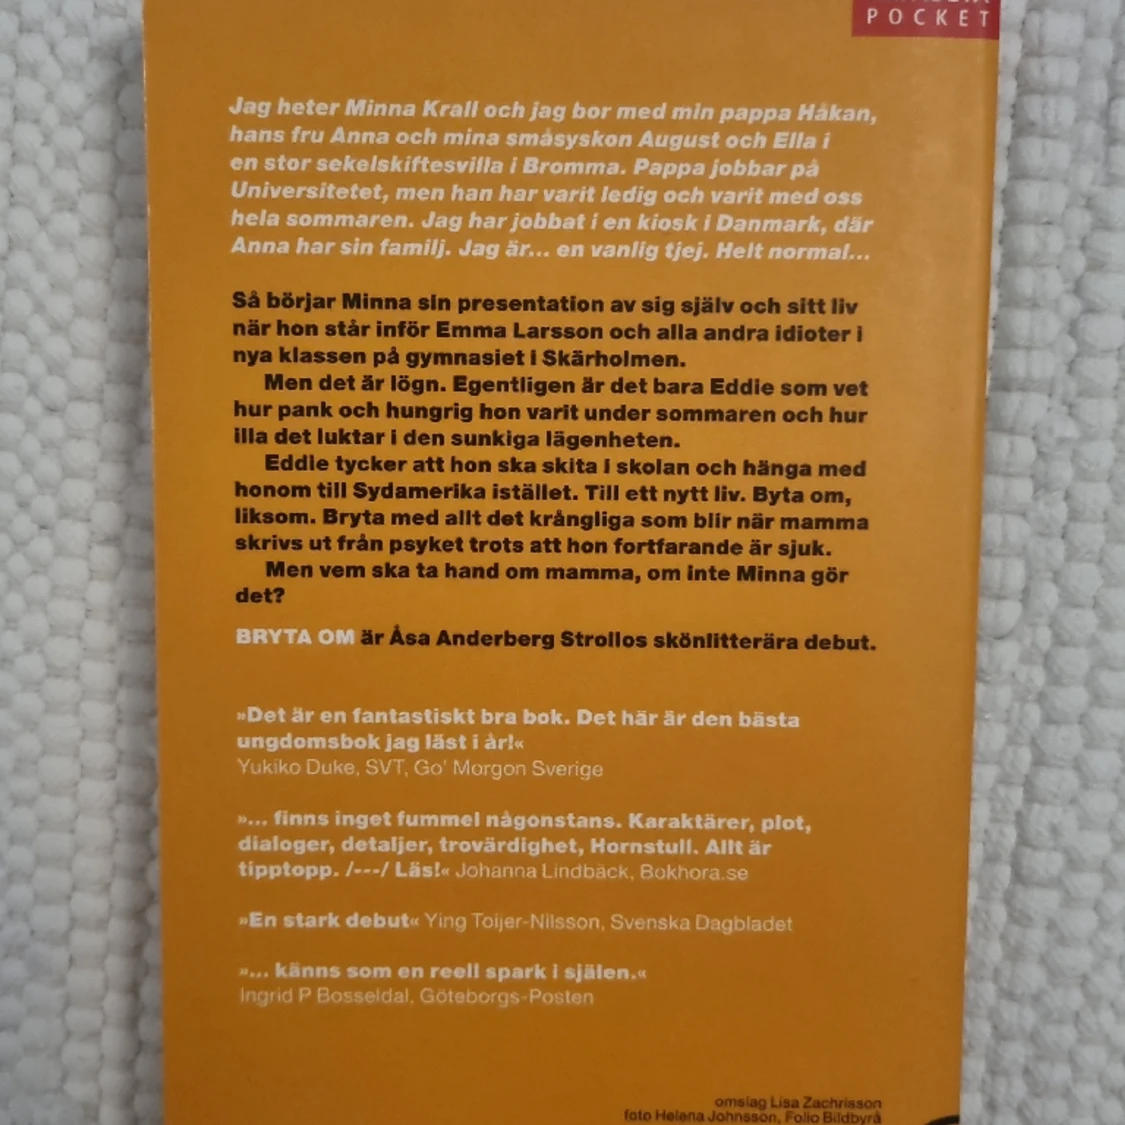 POCKET
Jag heter Minna Krall och jag bor med min pappa Håkan,
hans fru Anna och mina småsyskon August och Ella i
en stor sekelskiftesvilla i Bromma. Pappa jobbar på
Universitetet, men han har varit ledig och varit med oss
hela sommaren. Jag har jobbat i en kiosk i Danmark, där
Anna har sin familj. Jag är... en vanlig tjej. Helt normal...
Så börjar Minna sin presentation av sig själv och sitt liv
när hon står inför Emma Larsson och alla andra idioter i
nya klassen på gymnasiet i Skärholmen.
Men det är lögn. Egentligen är det bara Eddie som vet
hur pank och hungrig hon varit under sommaren och hur
illa det luktar i den sunkiga lägenheten.
Eddie tycker att hon ska skita i skolan och hänga med
honom till Sydamerika istället. Till ett nytt liv. Byta om,
liksom. Bryta med allt det krångliga som blir när mamma
skrivs ut från psyket trots att hon fortfarande är sjuk.
Men vem ska ta hand om mamma, om inte Minna gör
det?
BRYTA OM är Åsa Anderberg Strollos skönlitterära debut.
»Det är en fantastiskt bra bok. Det här är den bästa
ungdomsbok jag läst i år!«
Yukiko Duke, SVT, Go' Morgon Sverige
»... finns inget fummel någonstans. Karaktärer, plot,
dialoger, detaljer, trovärdighet, Hornstull. Allt är
tipptopp. /---/ Läs!« Johanna Lindbäck, Bokhora.se
»En stark debut« Ying Toijer-Nilsson, Svenska Dagbladet
»... känns som en reell spark i själen.«
Ingrid P Bosseldal, Göteborgs-Posten
omslag Lisa Zachrisson
foto Helena Johnsson, Folio Bildbyrå